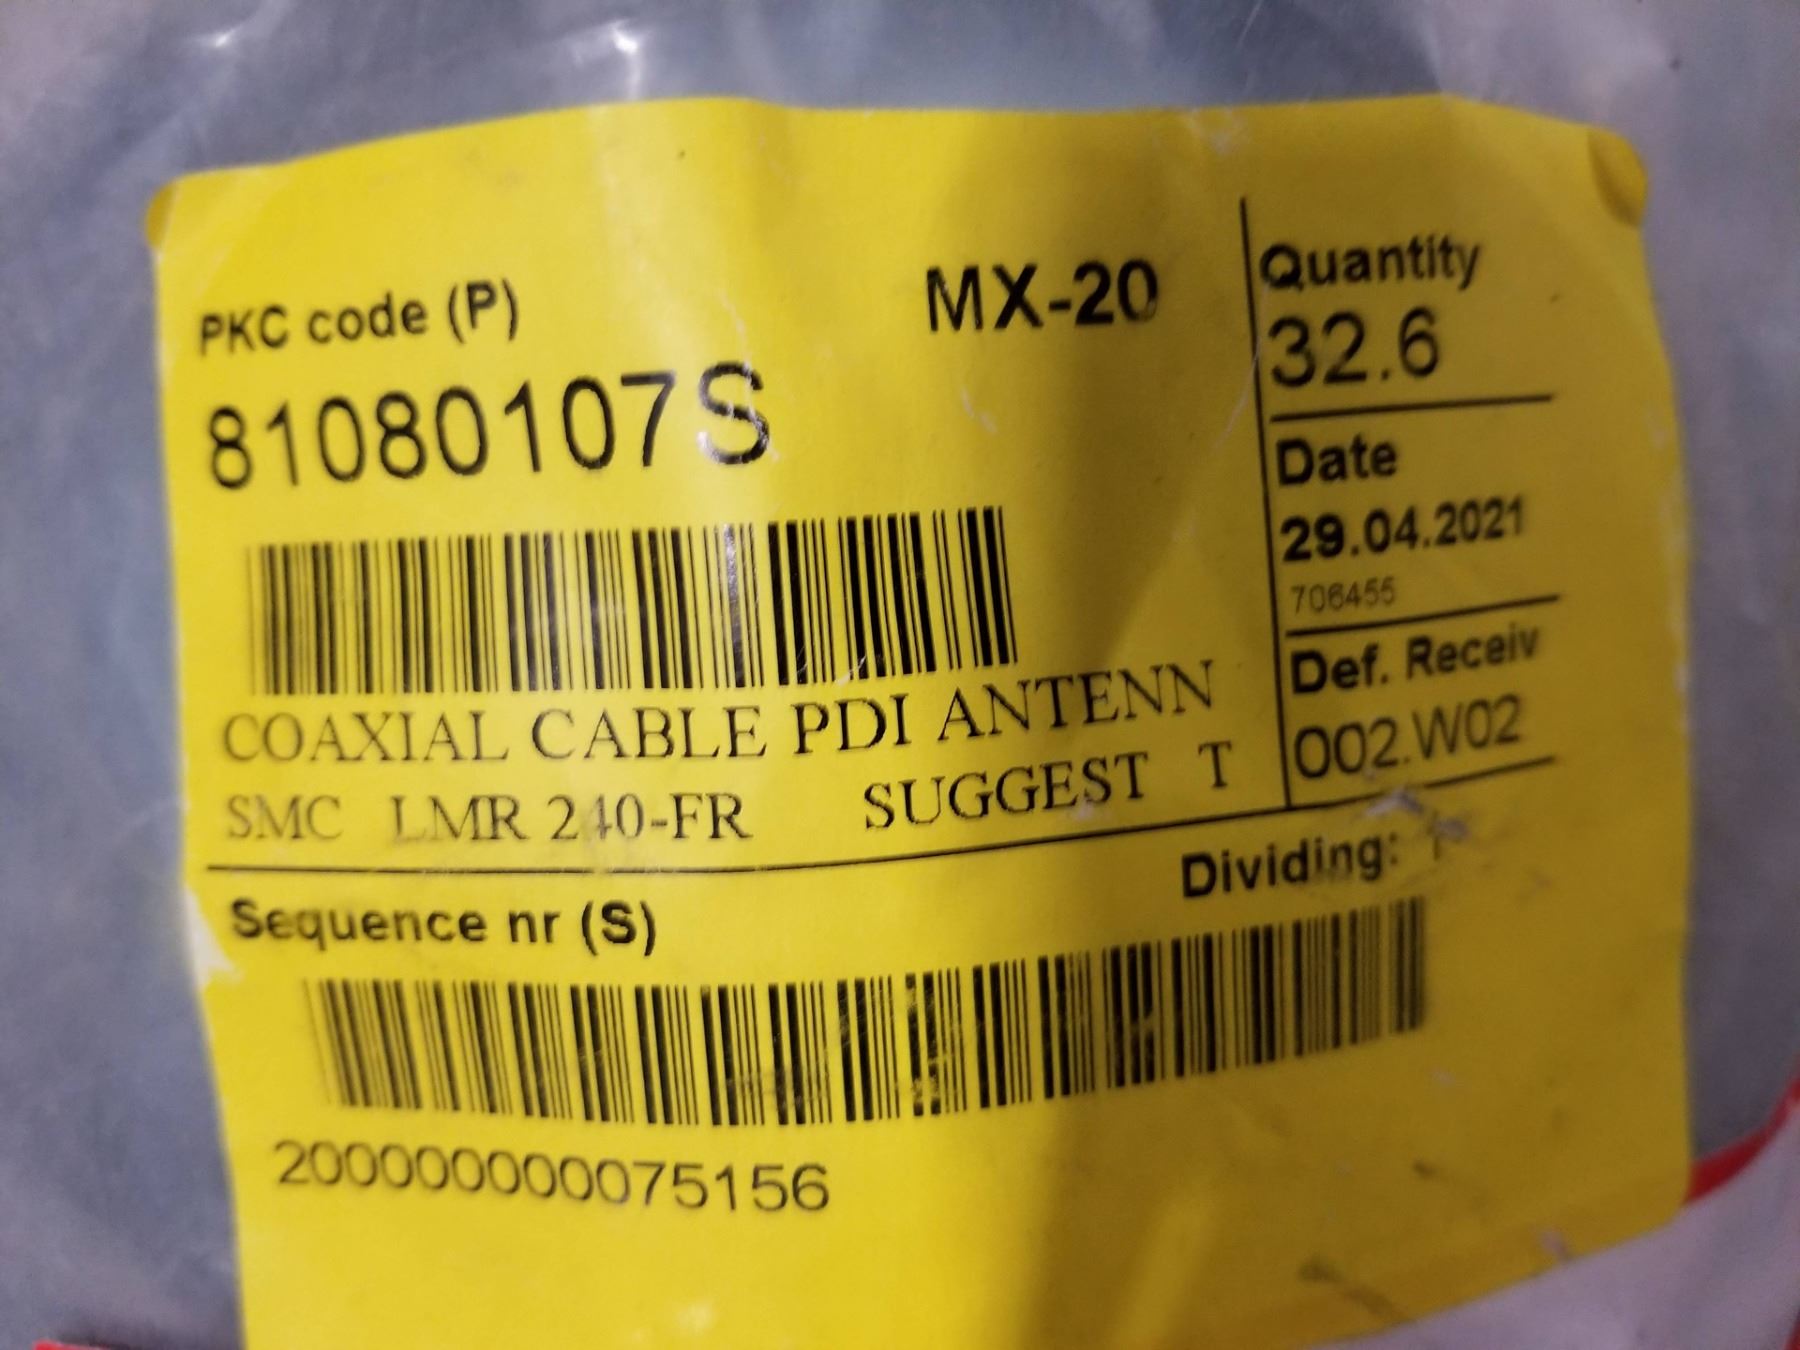 PKC code (P)
MX-20
81080107S
COAXIAL CABLE PDI ANTENN
SMC LMR 240-FR SUGGEST T
Quantity
32.6
Date
29.04.2021
706455
Def. Receiv
O02.W02
Dividing:
Sequence nr (S)
200000000075156